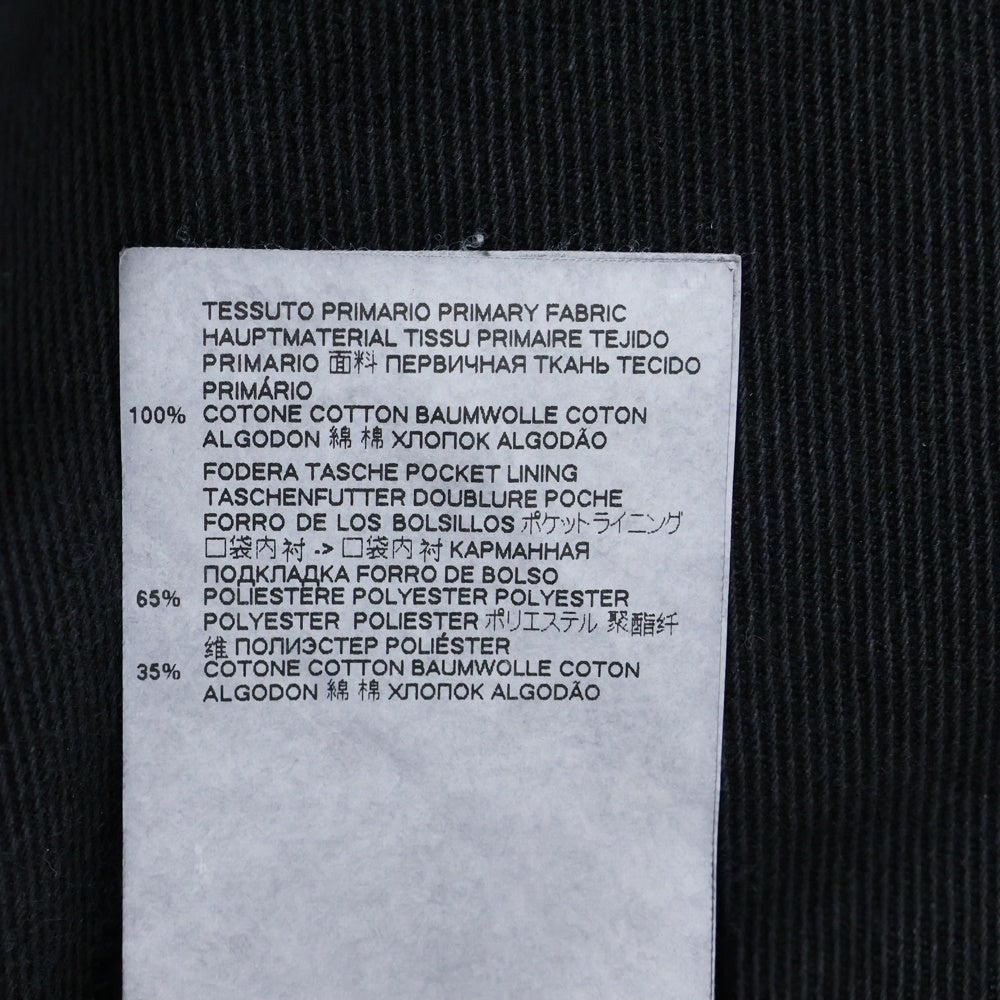 TESSUTO PRIMARIO PRIMARY FABRIC
HAUPTMATERIAL TISSU PRIMAIRE TEJIDO
PRIMARIO 面料 ПЕРВИЧНАЯ ТКАНЬ TECIDO
PRIMÁRIO
100% COTONE COTTON BAUMWOLLE COTON
ALGODON 綿 棉 ХЛОПОК ALGODÃO
FODERA TASCHE POCKET LINING
TASCHENFUTTER DOUBLURE POCHE
FORRO DE LOS BOLSILLOS ポケットライニング
口袋内衬 -> 口袋内衬 КАРМАННАЯ
ПОДКЛАДКА FORRO DE BOLSO
65% POLIESTERE POLYESTER POLYESTER
POLYESTER POLIESTER ポリエステル 聚酯纤
维 ПОЛИЭСТЕР POLIÉSTER
35% COTONE COTTON BAUMWOLLE COTON
ALGODON 綿 棉 ХЛОПОК ALGODÃO